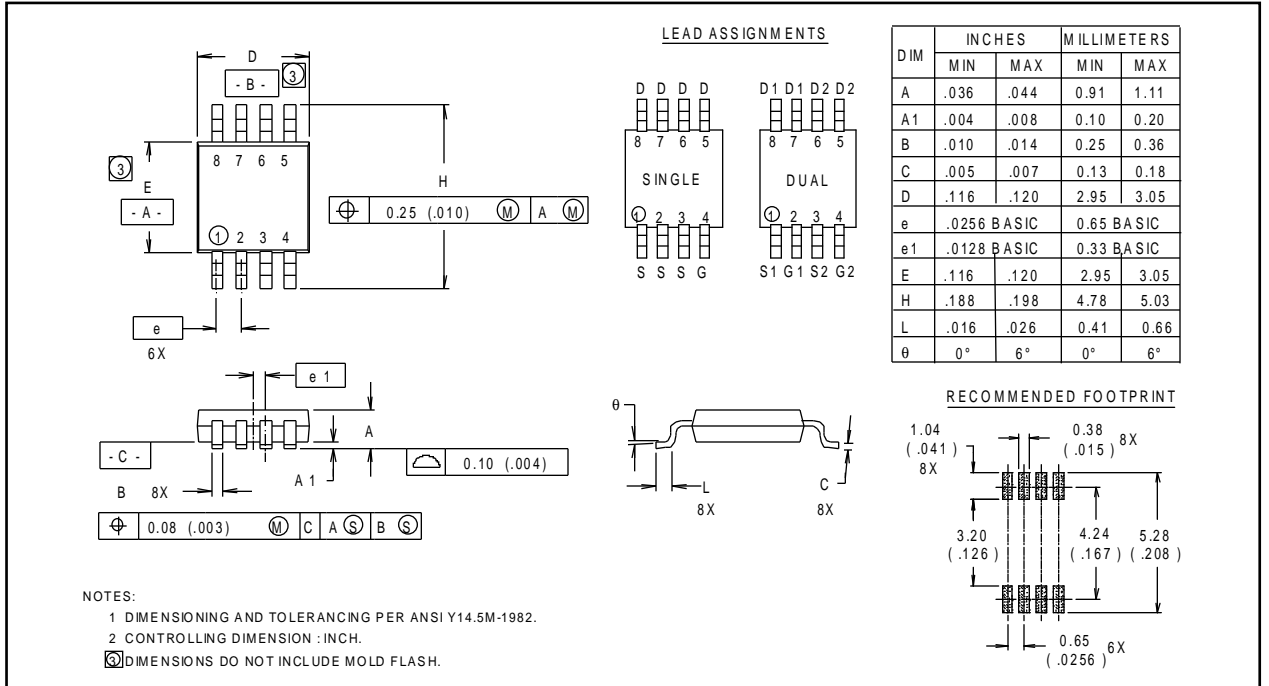 D
- B -
3
8 7 6 5
3
E
- A -
H
0.25 (.010) M A M
1 2 3 4
e
6X
e 1
A
- C -
0.10 (.004)
A 1
B 8X
0.08 (.003) M C A S B S
LEAD ASSIGNMENTS
D D D D
8 7 6 5
SINGLE
1 2 3 4
S S S G
D1 D1 D2 D2
8 7 6 5
DUAL
1 2 3 4
S1 G1 S2 G2
θ
L
8X
C
8X
DIM INCHES MILLIMETERS
MIN MAX MIN MAX
A .036 .044 0.91 1.11
A1 .004 .008 0.10 0.20
B .010 .014 0.25 0.36
C .005 .007 0.13 0.18
D .116 .120 2.95 3.05
e .0256 BASIC 0.65 BASIC
e1 .0128 BASIC 0.33 BASIC
E .116 .120 2.95 3.05
H .188 .198 4.78 5.03
L .016 .026 0.41 0.66
θ 0° 6° 0° 6°
RECOMMENDED FOOTPRINT
1.04
( .041 )
8X
0.38
( .015 ) 8X
3.20
( .126 )
4.24
( .167 )
5.28
( .208 )
0.65
( .0256 ) 6X
NOTES:
1 DIMENSIONING AND TOLERANCING PER ANSI Y14.5M-1982.
2 CONTROLLING DIMENSION : INCH.
3 DIMENSIONS DO NOT INCLUDE MOLD FLASH.